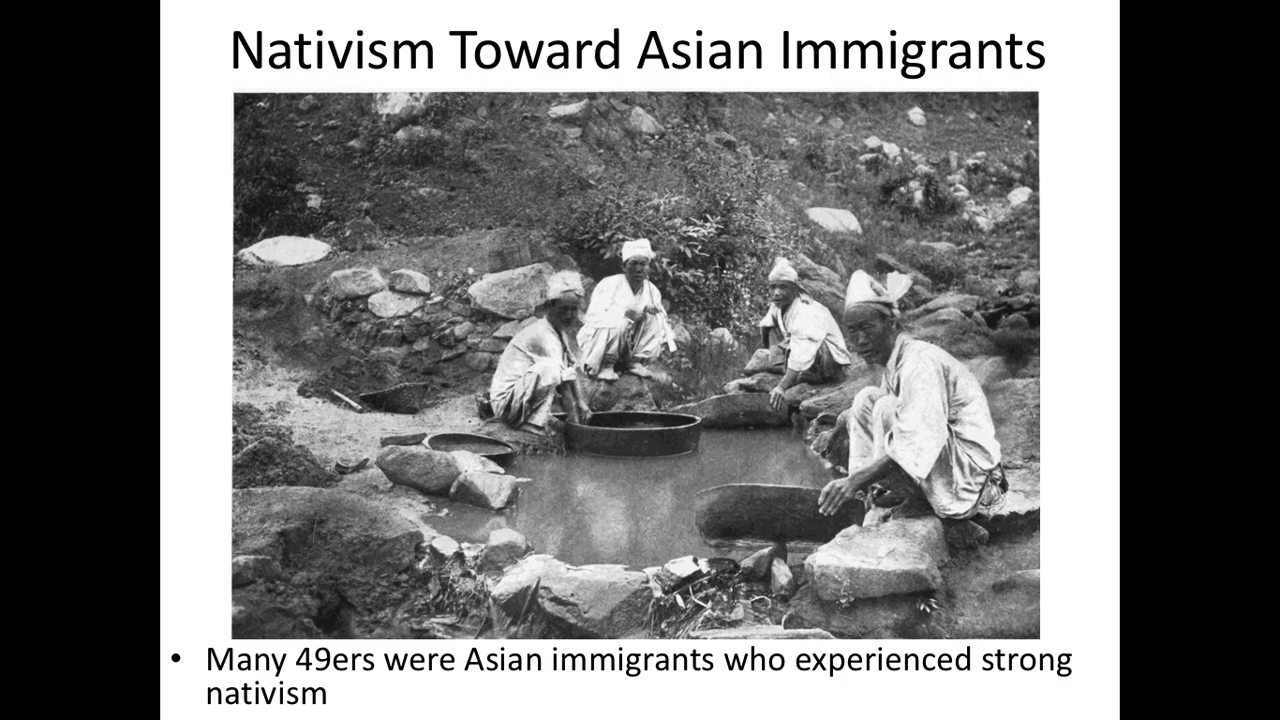 Nativism Toward Asian Immigrants
• Many 49ers were Asian immigrants who experienced strong
nativism